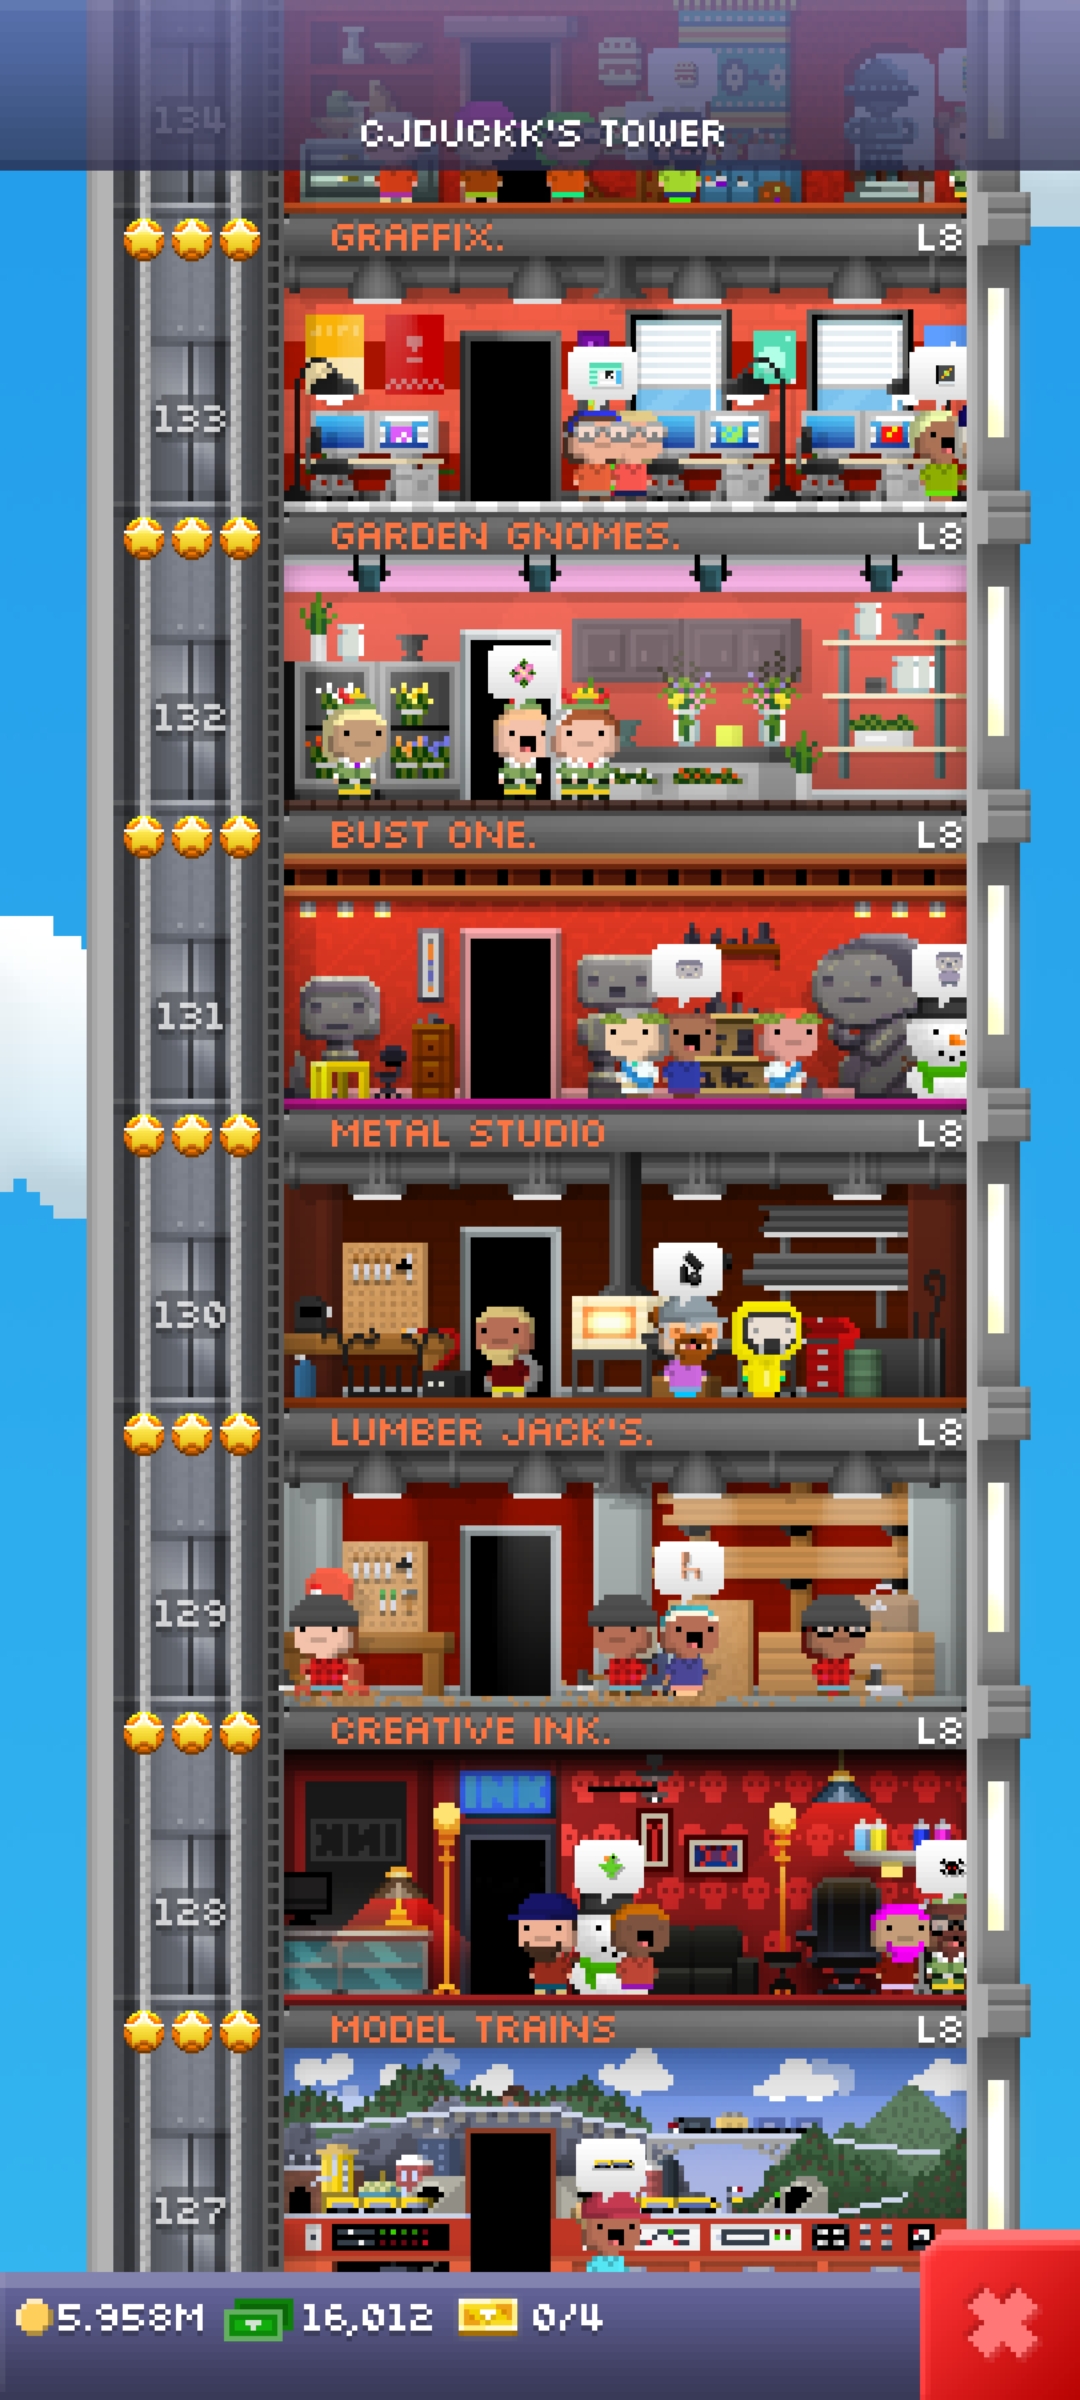 134
CJDUCKK'S TOWER
GRAFFIX. L8
133
GARDEN GNOMES. L8
132
BUST ONE. L8
131
METAL STUDIO L8
130
LUMBER JACK'S. L8
129
CREATIVE INK. L8
INK
128
MODEL TRAINS L8
127
5.958M 16,012 0/4